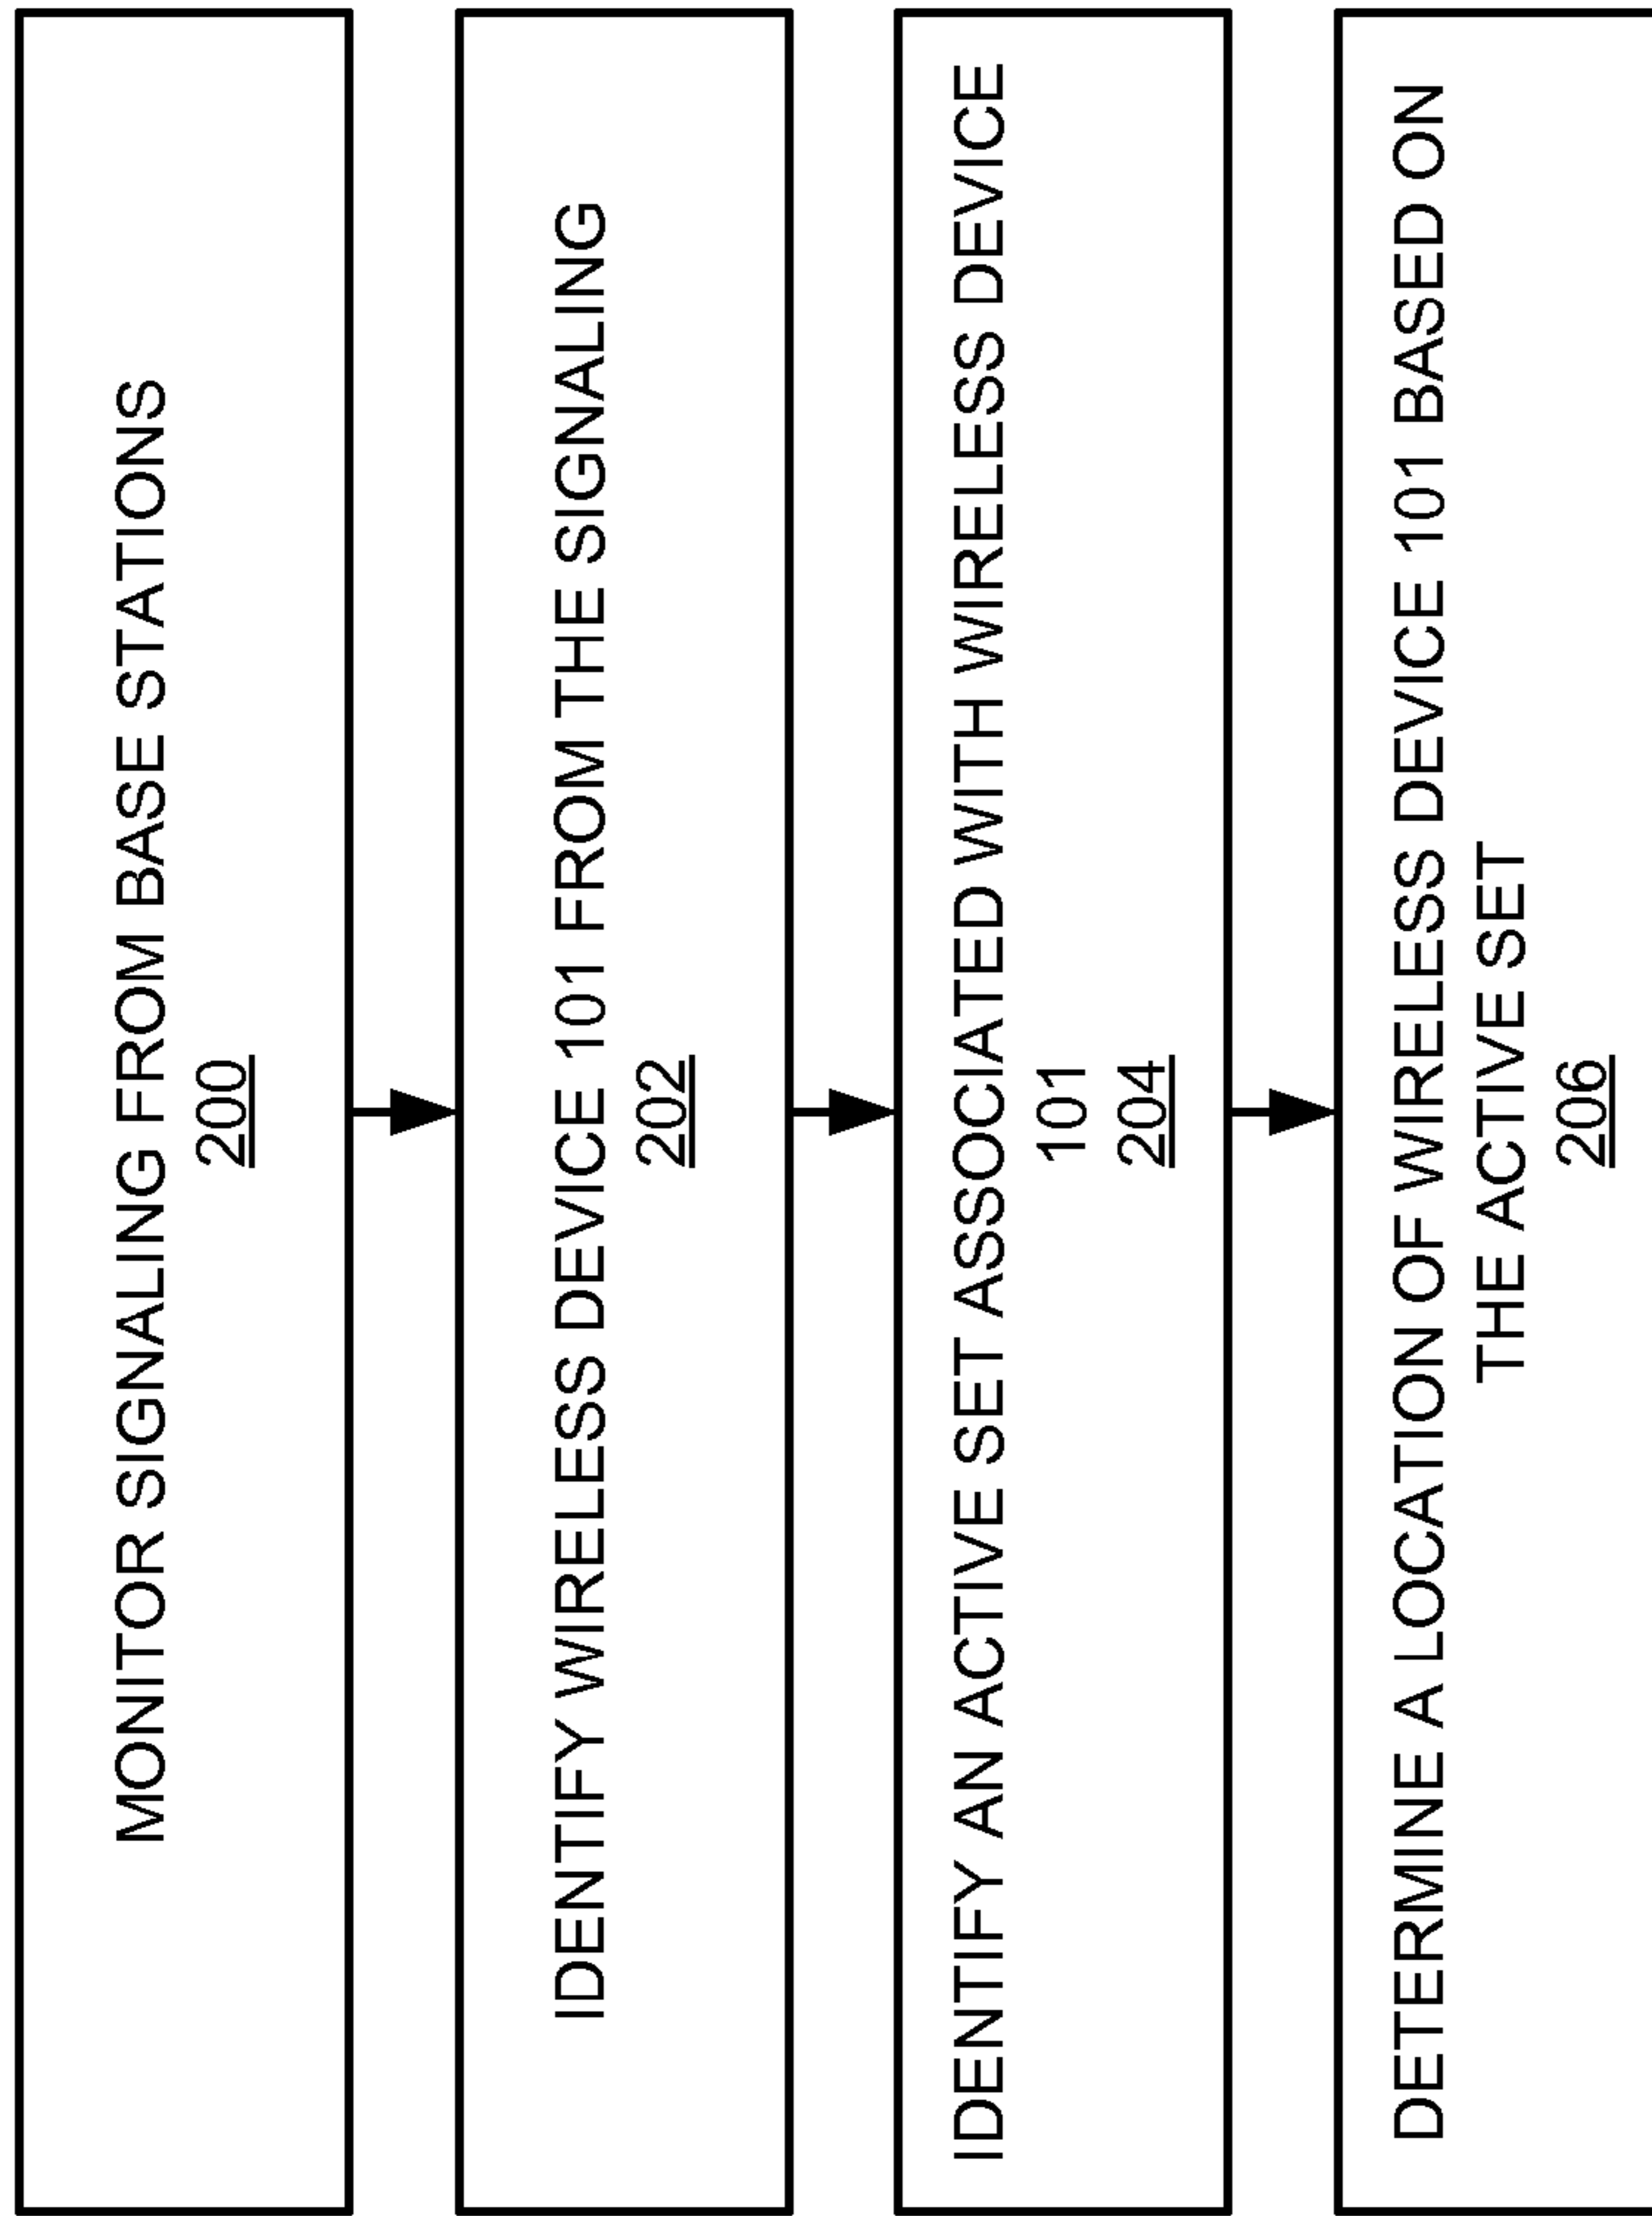 MONITOR SIGNALING FROM BASE STATIONS
200
IDENTIFY WIRELESS DEVICE 101 FROM THE SIGNALING
202
IDENTIFY AN ACTIVE SET ASSOCIATED WITH WIRELESS DEVICE
101
204
DETERMINE A LOCATION OF WIRELESS DEVICE 101 BASED ON
THE ACTIVE SET
206